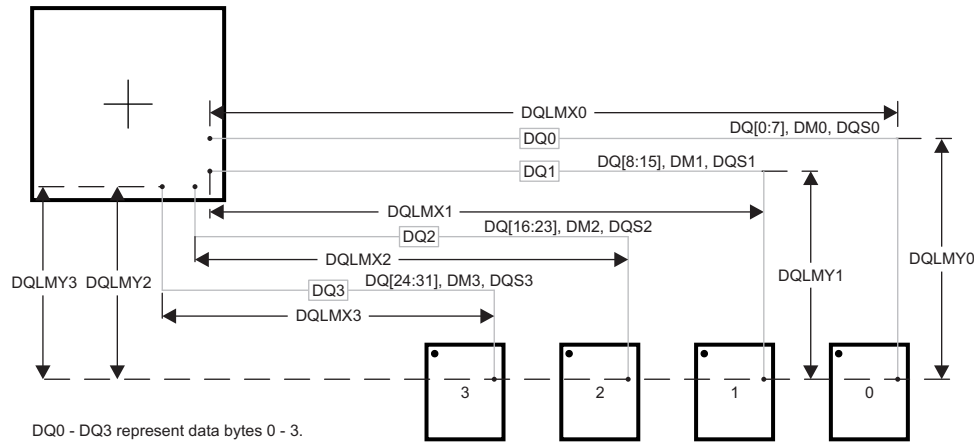 DQLMX0
DQ[0:7], DM0, DQS0
DQ0
DQ[8:15], DM1, DQS1
DQ1
DQLMX1
DQ[16:23], DM2, DQS2
DQ2
DQLMX2
DQLMY0
DQLMY1
DQLMY3 DQLMY2
DQ[24:31], DM3, DQS3
DQ3
DQLMX3
3 2 1 0
DQ0 - DQ3 represent data bytes 0 - 3.